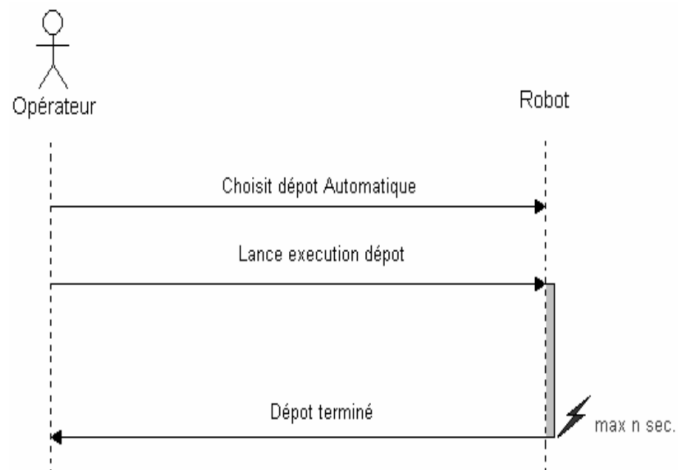 Opérateur
Robot
Choisit dépot Automatique
Lance execution dépot
Dépot terminé
max n sec.